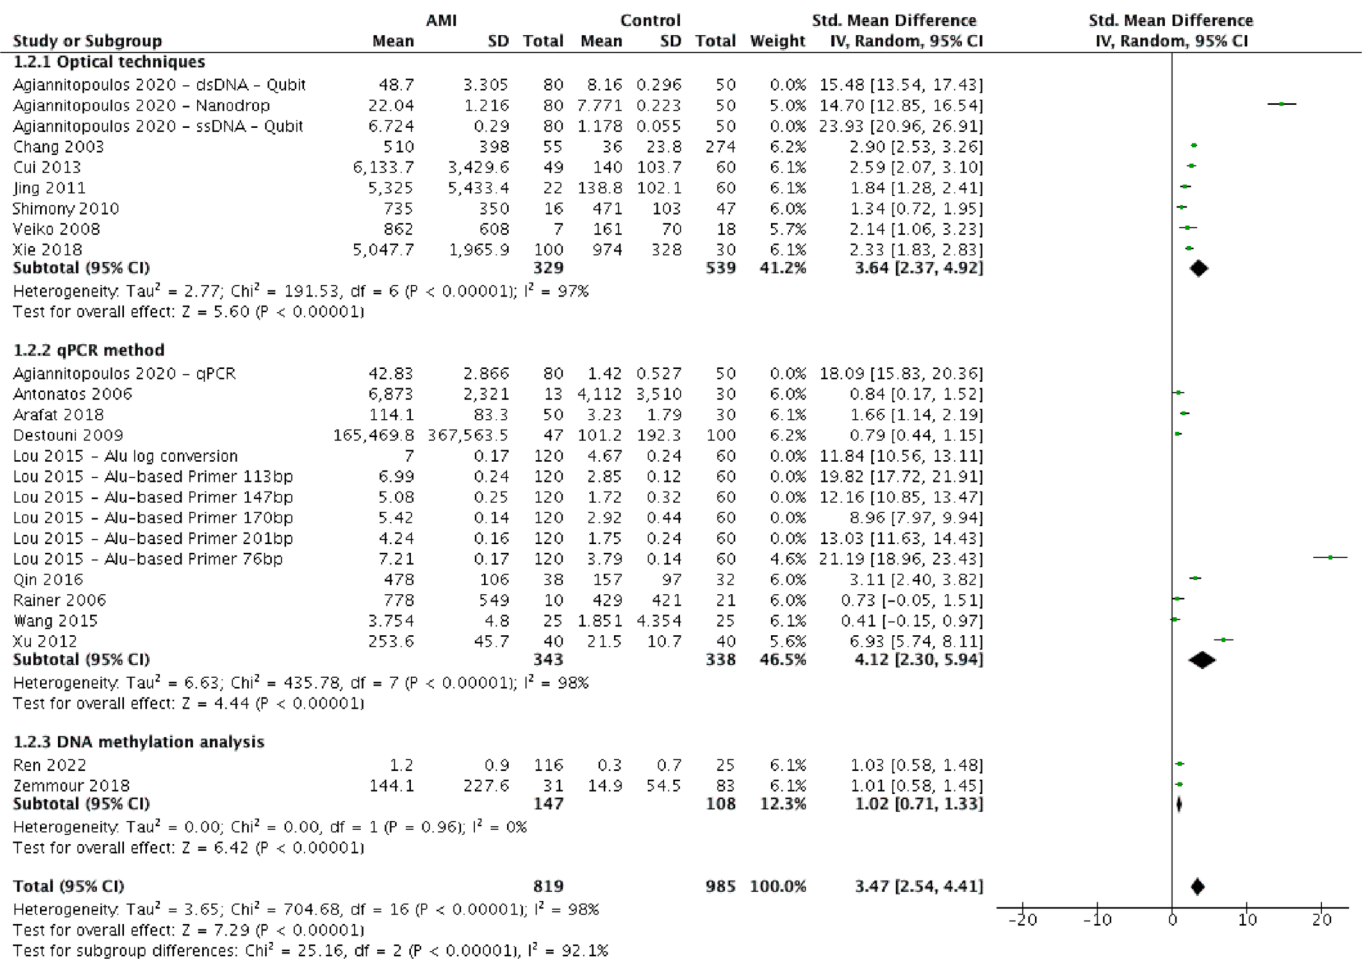 AMI Control Std. Mean Difference Std. Mean Difference
Study or Subgroup Mean SD Total Mean SD Total Weight IV, Random, 95% CI IV, Random, 95% CI
1.2.1 Optical techniques
Agiannitopoulos 2020 – dsDNA – Qubit 48.7 3.305 80 8.16 0.296 50 0.0% 15.48 [13.54, 17.43]
Agiannitopoulos 2020 – Nanodrop 22.04 1.216 80 7.771 0.223 50 5.0% 14.70 [12.85, 16.54]
Agiannitopoulos 2020 – ssDNA – Qubit 6.724 0.29 80 1.178 0.055 50 0.0% 23.93 [20.96, 26.91]
Chang 2003 510 398 55 36 23.8 274 6.2% 2.90 [2.53, 3.26]
Cui 2013 6,133.7 3,429.6 49 140 103.7 60 6.1% 2.59 [2.07, 3.10]
Jing 2011 5,325 5,433.4 22 138.8 102.1 60 6.1% 1.84 [1.28, 2.41]
Shimony 2010 735 350 16 471 103 47 6.0% 1.34 [0.72, 1.95]
Veiko 2008 862 608 7 161 70 18 5.7% 2.14 [1.06, 3.23]
Xie 2018 5,047.7 1,965.9 100 974 328 30 6.1% 2.33 [1.83, 2.83]
Subtotal (95% CI) 329 539 41.2% 3.64 [2.37, 4.92]
Heterogeneity: Tau² = 2.77; Chi² = 191.53, df = 6 (P < 0.00001); I² = 97%
Test for overall effect: Z = 5.60 (P < 0.00001)
1.2.2 qPCR method
Agiannitopoulos 2020 – qPCR 42.83 2.866 80 1.42 0.527 50 0.0% 18.09 [15.83, 20.36]
Antonatos 2006 6,873 2,321 13 4,112 3,510 30 6.0% 0.84 [0.17, 1.52]
Arafat 2018 114.1 83.3 50 3.23 1.79 30 6.1% 1.66 [1.14, 2.19]
Destouni 2009 165,469.8 367,563.5 47 101.2 192.3 100 6.2% 0.79 [0.44, 1.15]
Lou 2015 – Alu log conversion 7 0.17 120 4.67 0.24 60 0.0% 11.84 [10.56, 13.11]
Lou 2015 – Alu-based Primer 113bp 6.99 0.24 120 2.85 0.12 60 0.0% 19.82 [17.72, 21.91]
Lou 2015 – Alu-based Primer 147bp 5.08 0.25 120 1.72 0.32 60 0.0% 12.16 [10.85, 13.47]
Lou 2015 – Alu-based Primer 170bp 5.42 0.14 120 2.92 0.44 60 0.0% 8.96 [7.97, 9.94]
Lou 2015 – Alu-based Primer 201bp 4.24 0.16 120 1.75 0.24 60 0.0% 13.03 [11.63, 14.43]
Lou 2015 – Alu-based Primer 76bp 7.21 0.17 120 3.79 0.14 60 4.6% 21.19 [18.96, 23.43]
Qin 2016 478 106 38 157 97 32 6.0% 3.11 [2.40, 3.82]
Rainer 2006 778 549 10 429 421 21 6.0% 0.73 [-0.05, 1.51]
Wang 2015 3.754 4.8 25 1.851 4.354 25 6.1% 0.41 [-0.15, 0.97]
Xu 2012 253.6 45.7 40 21.5 10.7 40 5.6% 6.93 [5.74, 8.11]
Subtotal (95% CI) 343 338 46.5% 4.12 [2.30, 5.94]
Heterogeneity: Tau² = 6.63; Chi² = 435.78, df = 7 (P < 0.00001); I² = 98%
Test for overall effect: Z = 4.44 (P < 0.00001)
1.2.3 DNA methylation analysis
Ren 2022 1.2 0.9 116 0.3 0.7 25 6.1% 1.03 [0.58, 1.48]
Zemmour 2018 144.1 227.6 31 14.9 54.5 83 6.1% 1.01 [0.58, 1.45]
Subtotal (95% CI) 147 108 12.3% 1.02 [0.71, 1.33]
Heterogeneity: Tau² = 0.00; Chi² = 0.00, df = 1 (P = 0.96); I² = 0%
Test for overall effect: Z = 6.42 (P < 0.00001)
Total (95% CI) 819 985 100.0% 3.47 [2.54, 4.41]
Heterogeneity: Tau² = 3.65; Chi² = 704.68, df = 16 (P < 0.00001); I² = 98%
Test for overall effect: Z = 7.29 (P < 0.00001)
Test for subgroup differences: Chi² = 25.16, df = 2 (P < 0.00001), I² = 92.1%
-20 -10 0 10 20